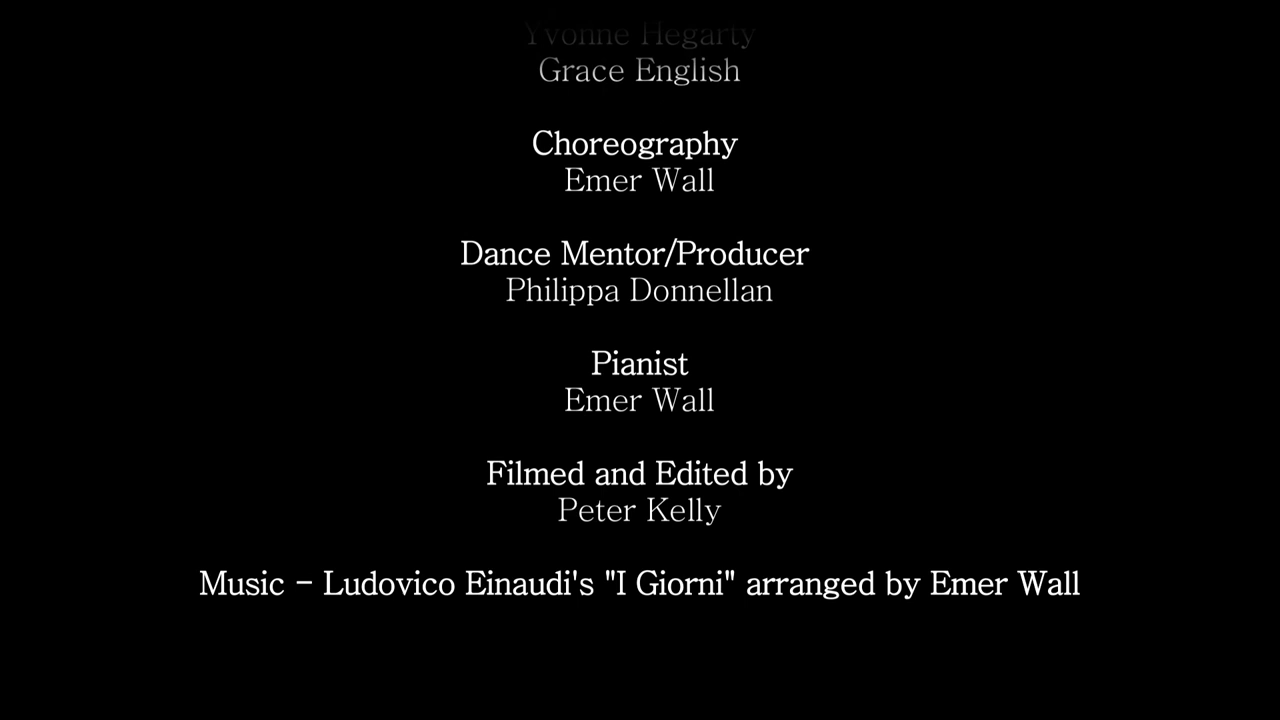 Yvonne Hegarty
Grace English
Choreography
Emer Wall
Dance Mentor/Producer
Philippa Donnellan
Pianist
Emer Wall
Filmed and Edited by
Peter Kelly
Music - Ludovico Einaudi's "I Giorni" arranged by Emer Wall